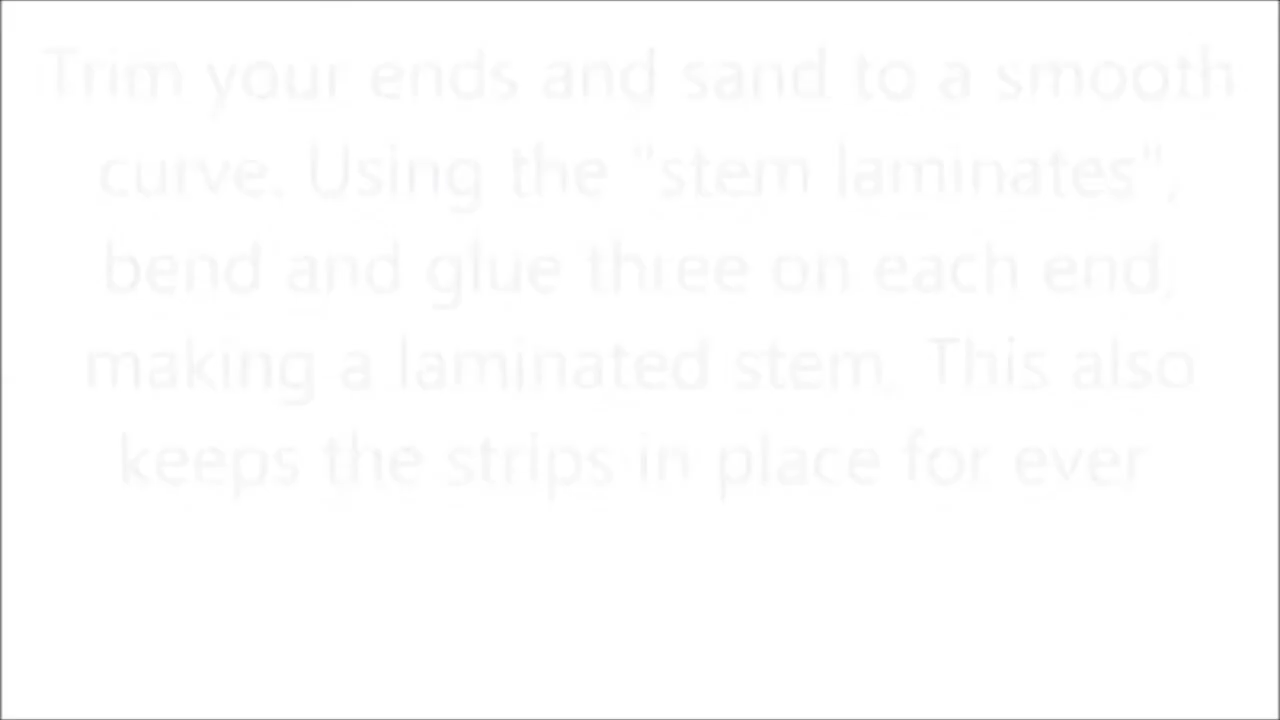 Trim your ends and sand to a smooth
curve. Using the "stem laminates",
bend and glue three on each end,
making a laminated stem. This also
keeps the strips in place for ever